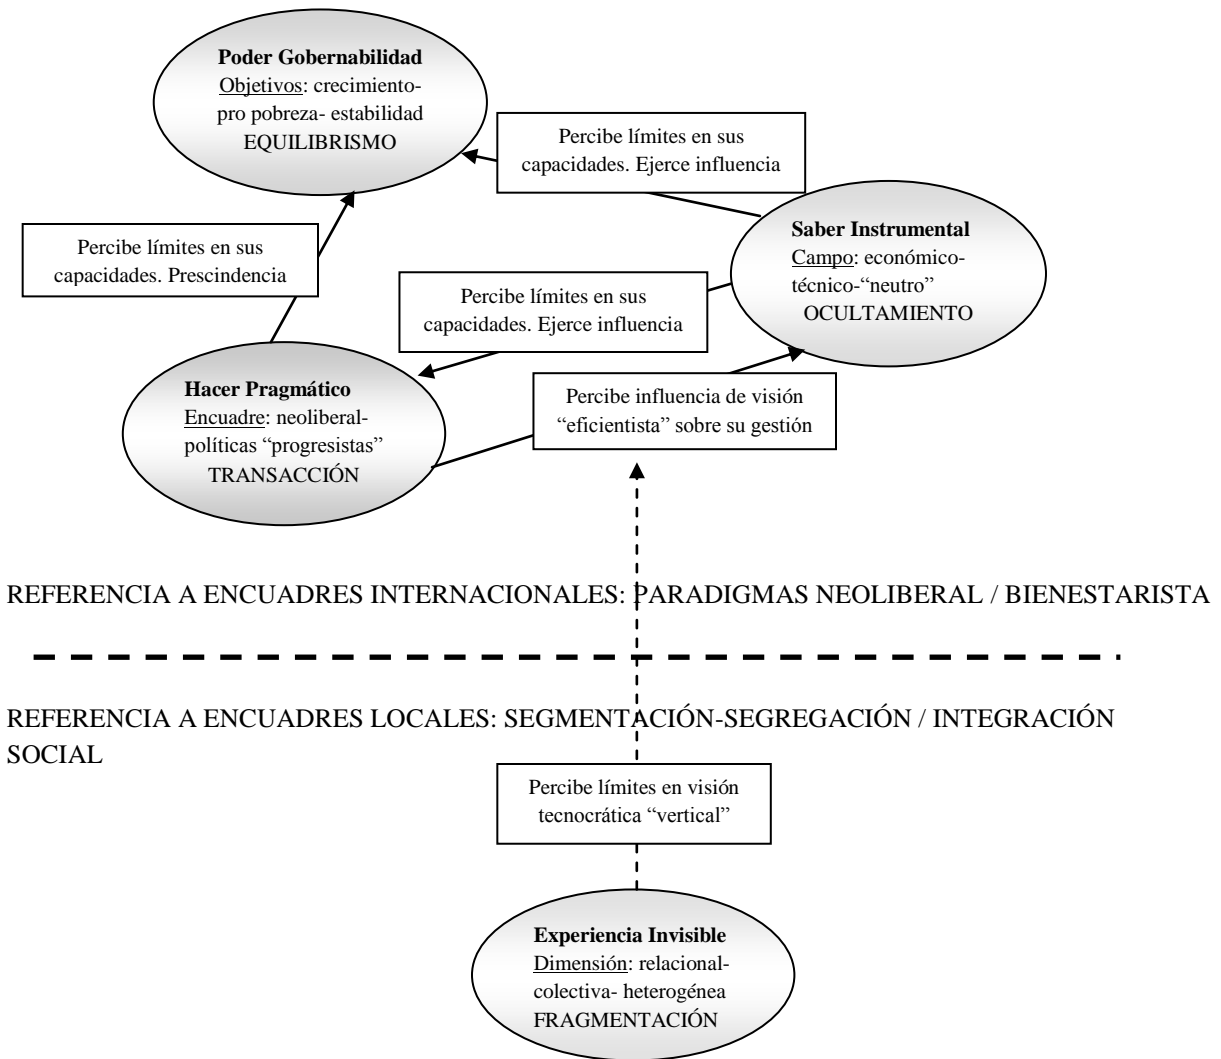 Poder Gobernabilidad
Objetivos: crecimiento-
pro pobreza- estabilidad
EQUILIBRISMO
Percibe límites en sus
capacidades. Ejerce influencia
Saber Instrumental
Campo: económico-
técnico-“neutro”
OCULTAMIENTO
Percibe límites en sus
capacidades. Prescindencia
Percibe límites en sus
capacidades. Ejerce influencia
Hacer Pragmático
Encuadre: neoliberal-
políticas “progresistas”
TRANSACCIÓN
Percibe influencia de visión
“eficientista” sobre su gestión
REFERENCIA A ENCUADRES INTERNACIONALES: PARADIGMAS NEOLIBERAL / BIENESTARISTA
REFERENCIA A ENCUADRES LOCALES: SEGMENTACIÓN-SEGREGACIÓN / INTEGRACIÓN
SOCIAL
Percibe límites en visión
tecnocrática “vertical”
Experiencia Invisible
Dimensión: relacional-
colectiva- heterogénea
FRAGMENTACIÓN